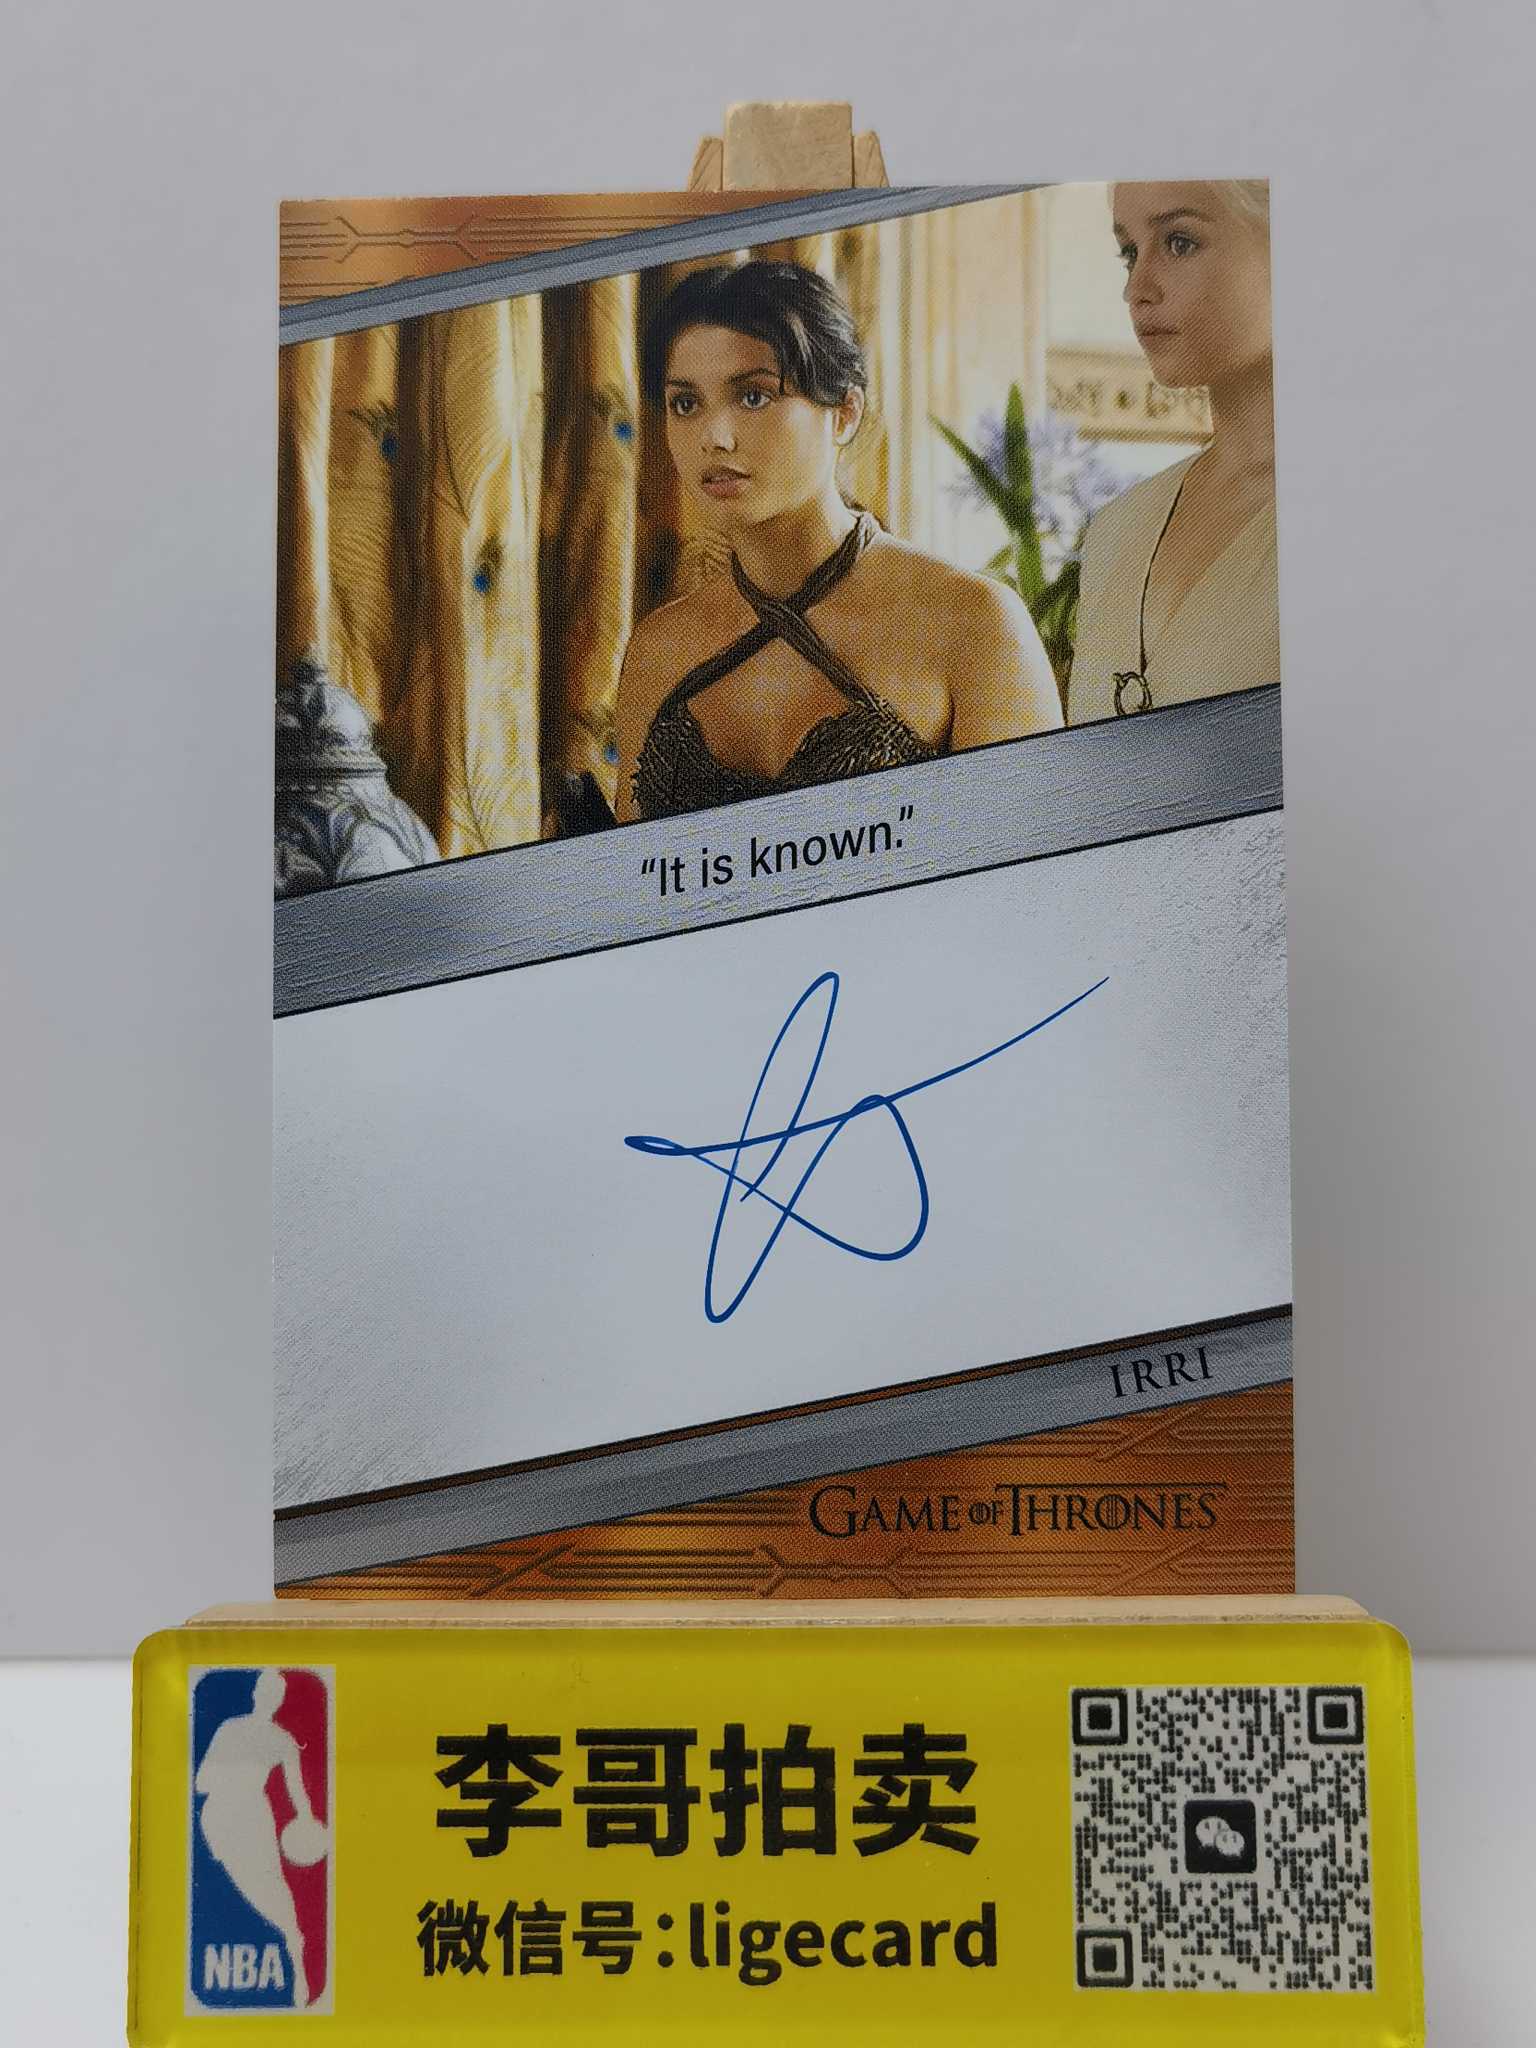 “It is known.”
IRRI
GAME OF THRONES
李哥拍卖
微信号:ligecard
NBA